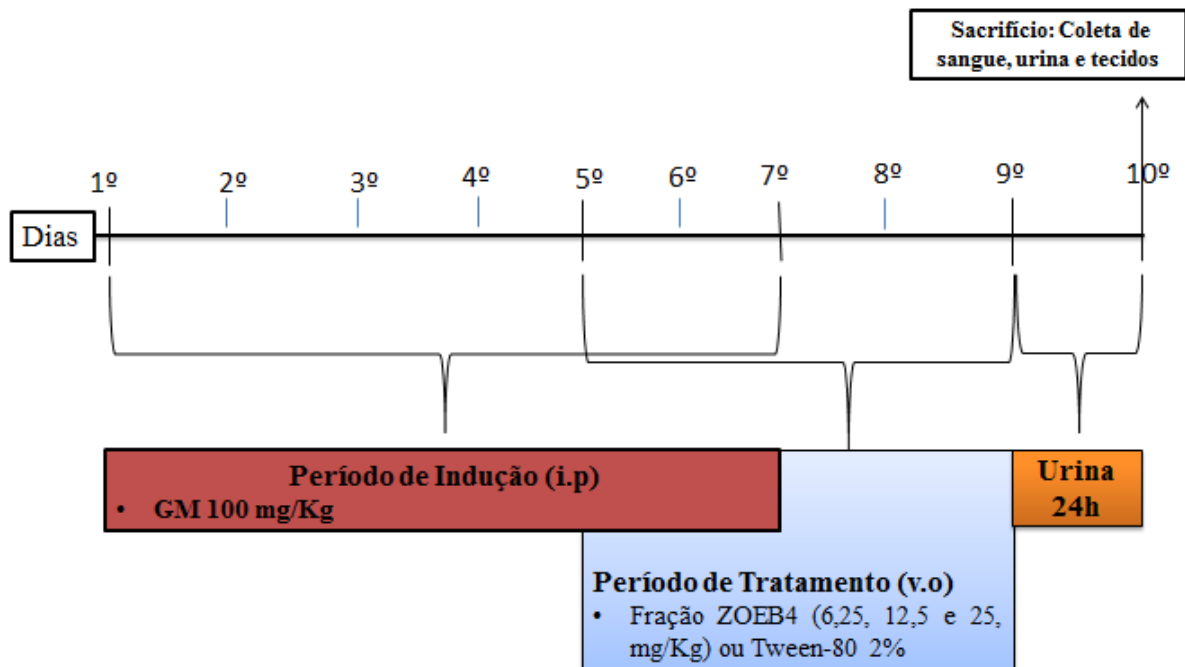 Sacrifício: Coleta de
sangue, urina e tecidos
1º 2º 3º 4º 5º 6º 7º 8º 9º 10º
Dias
Período de Indução (i.p)
• GM 100 mg/Kg
Urina
24h
Período de Tratamento (v.o)
• Fração ZOEB4 (6,25, 12,5 e 25,
mg/Kg) ou Tween-80 2%